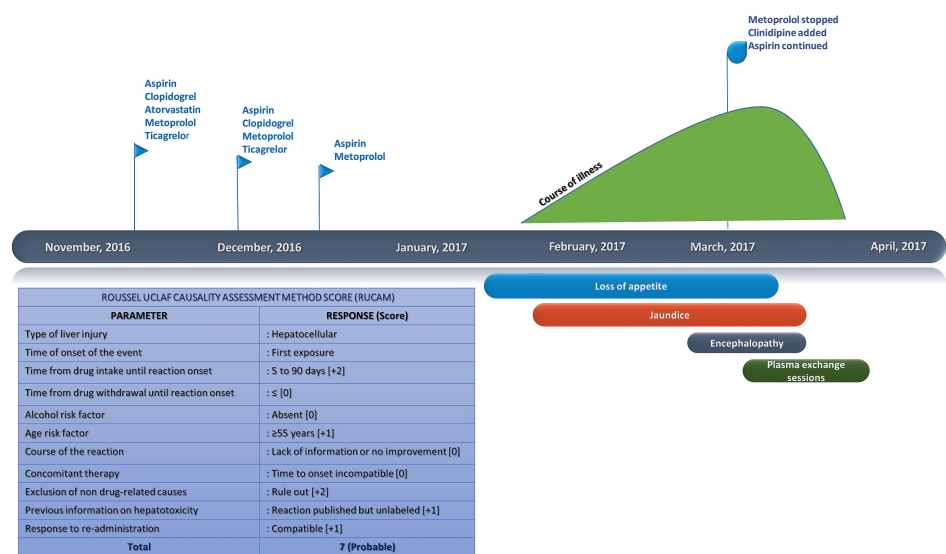 Metoprolol stopped
Clinidipine added
Aspirin continued
Aspirin
Clopidogrel
Atorvastatin
Metoprolol
Ticagrelor
Aspirin
Clopidogrel
Metoprolol
Ticagrelor
Aspirin
Metoprolol
Course of illness
November, 2016 December, 2016 January, 2017 February, 2017 March, 2017 April, 2017
Loss of appetite
Jaundice
Encephalopathy
Plasma exchange
sessions
ROUSSEL UCLAF CAUSALITY ASSESSMENT METHOD SCORE (RUCAM)
PARAMETER RESPONSE (Score)
Type of liver injury : Hepatocellular
Time of onset of the event : First exposure
Time from drug intake until reaction onset : 5 to 90 days [+2]
Time from drug withdrawal until reaction onset : ≤ [0]
Alcohol risk factor : Absent [0]
Age risk factor : ≥55 years [+1]
Course of the reaction : Lack of information or no improvement [0]
Concomitant therapy : Time to onset incompatible [0]
Exclusion of non drug-related causes : Rule out [+2]
Previous information on hepatotoxicity : Reaction published but unlabeled [+1]
Response to re-administration : Compatible [+1]
Total 7 (Probable)